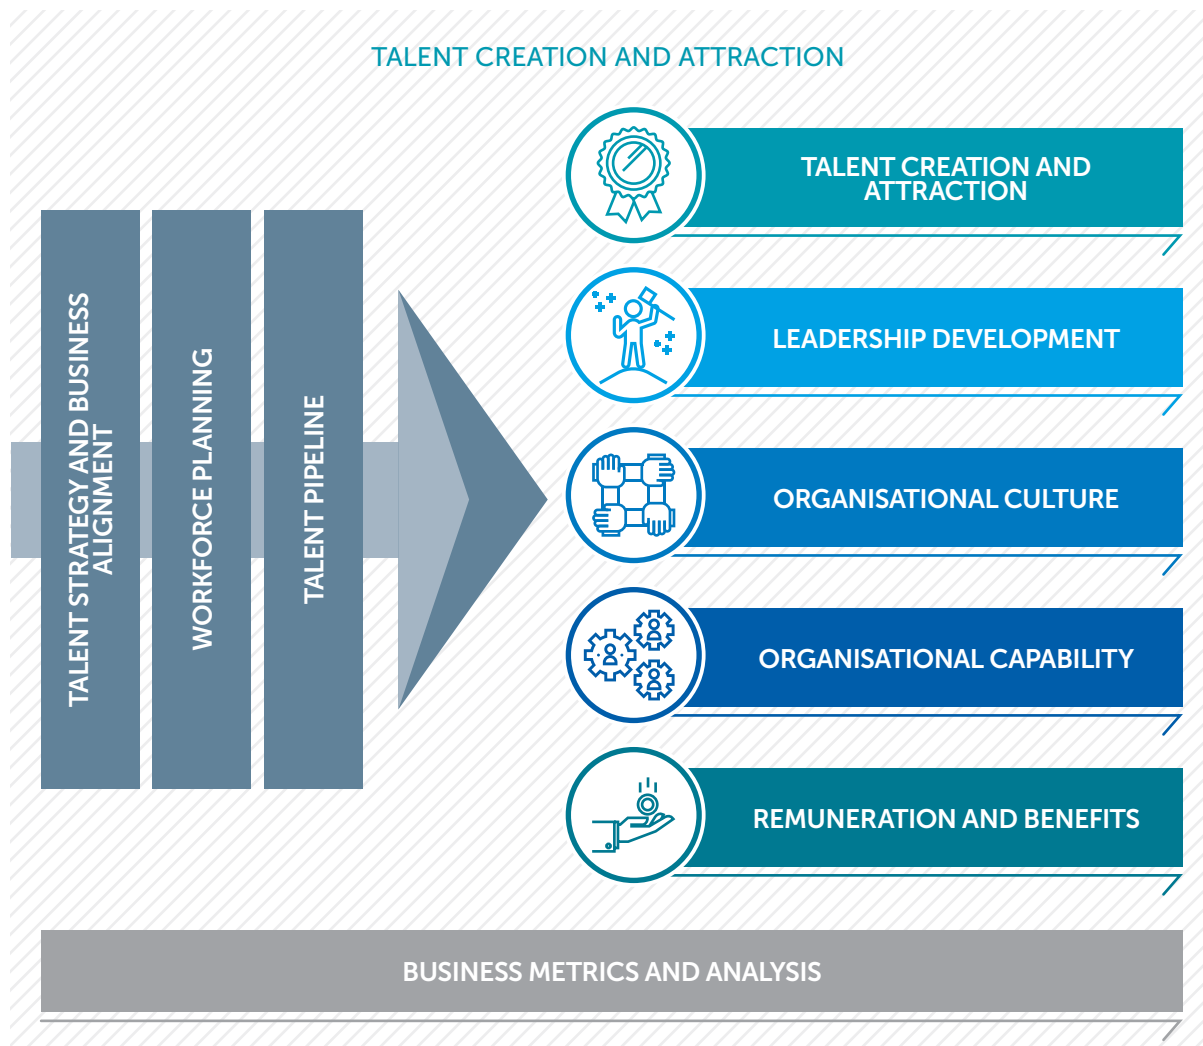 TALENT CREATION AND ATTRACTION
TALENT STRATEGY AND BUSINESS
ALIGNMENT
WORKFORCE PLANNING
TALENT PIPELINE
TALENT CREATION AND
ATTRACTION
LEADERSHIP DEVELOPMENT
ORGANISATIONAL CULTURE
ORGANISATIONAL CAPABILITY
REMUNERATION AND BENEFITS
BUSINESS METRICS AND ANALYSIS